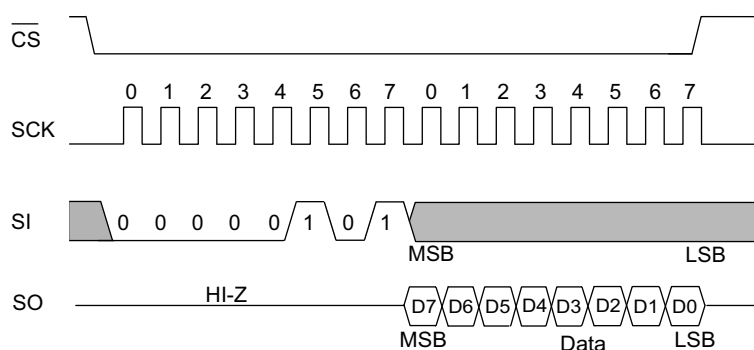 CS
0 1 2 3 4 5 6 7 0 1 2 3 4 5 6 7
SCK
SI 0 0 0 0 0 1 0 1
MSB LSB
HI-Z
SO D7 D6 D5 D4 D3 D2 D1 D0
MSB Data LSB